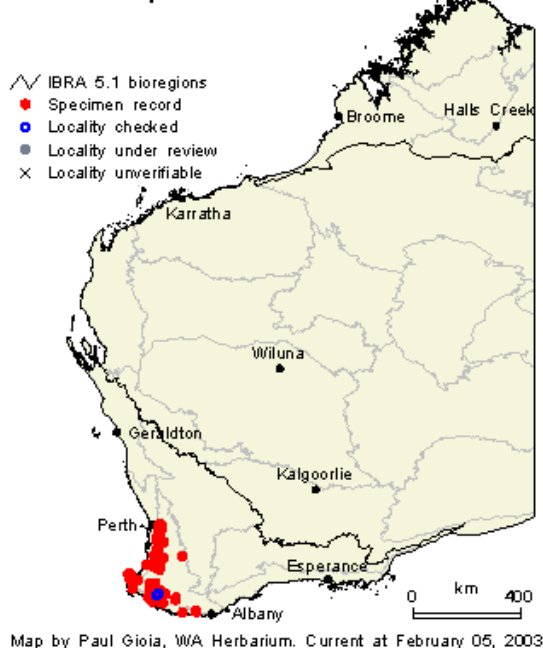 IBRA 5.1 bioregions
Specimen record
Locality checked
Locality under review
Locality unverifiable
Broome
Halls Creek
Karratha
Wiluna
Geraldton
Kalgoorlie
Perth
Esperance
Albany
km
0 400
Map by Paul Gioia, WA Herbarium. Current at February 05, 2003